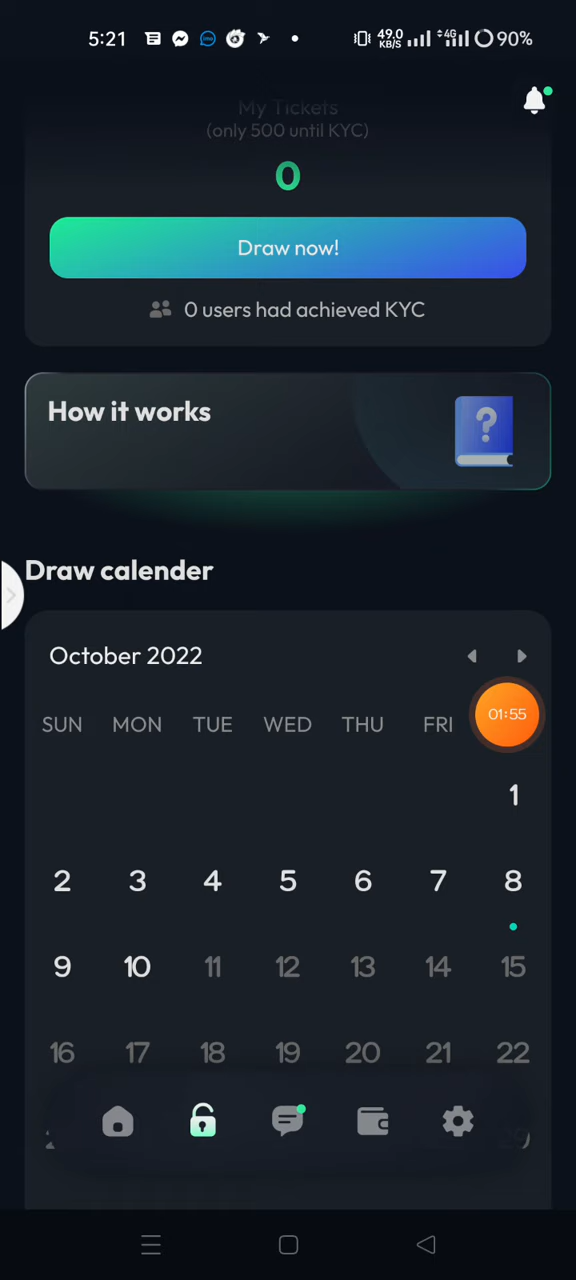 5:21
49.0
KB/S
4G
90%
My Tickets
(only 500 until KYC)
0
Draw now!
0 users had achieved KYC
How it works
?
Draw calender
October 2022
SUN MON TUE WED THU FRI
01:55
1
2 3 4 5 6 7 8
9 10 11 12 13 14 15
16 17 18 19 20 21 22